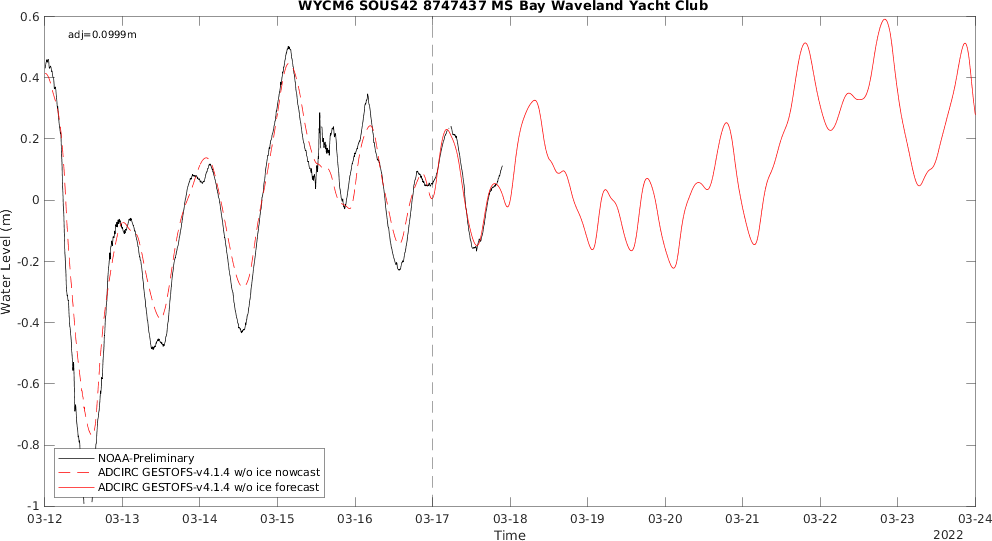 WYCM6 SOUS42 8747437 MS Bay Waveland Yacht Club
adj=0.0999m
0.6
0.4
0.2
0
-0.2
-0.4
-0.6
-0.8
-1
Water Level (m)
NOAA-Preliminary
ADCIRC GESTOFS-v4.1.4 w/o ice nowcast
ADCIRC GESTOFS-v4.1.4 w/o ice forecast
03-12 03-13 03-14 03-15 03-16 03-17 03-18 03-19 03-20 03-21 03-22 03-23 03-24
Time
2022